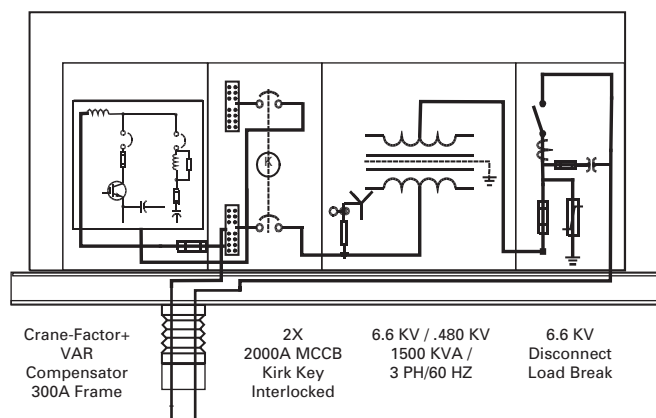 K
Crane-Factor+
VAR
Compensator
300A Frame
2X
2000A MCCB
Kirk Key
Interlocked
6.6 KV / .480 KV
1500 KVA /
3 PH/60 HZ
6.6 KV
Disconnect
Load Break